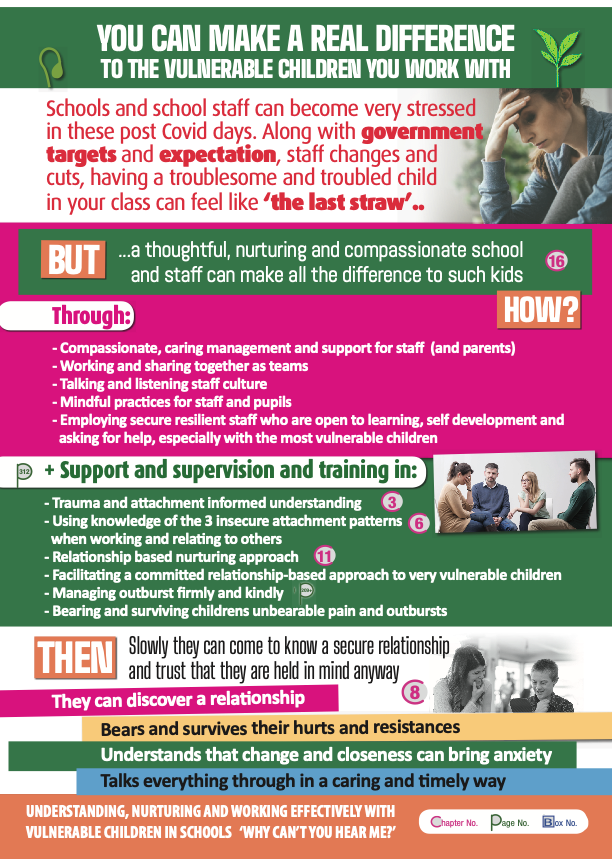 YOU CAN MAKE A REAL DIFFERENCE
TO THE VULNERABLE CHILDREN YOU WORK WITH
Schools and school staff can become very stressed
in these post Covid days. Along with government
targets and expectation, staff changes and
cuts, having a troublesome and troubled child
in your class can feel like ‘the last straw’..
BUT
...a thoughtful, nurturing and compassionate school
and staff can make all the difference to such kids
16
HOW?
Through:
- Compassionate, caring management and support for staff (and parents)
- Working and sharing together as teams
- Talking and listening staff culture
- Mindful practices for staff and pupils
- Employing secure resilient staff who are open to learning, self development and
asking for help, especially with the most vulnerable children
312
+ Support and supervision and training in:
- Trauma and attachment informed understanding 3
- Using knowledge of the 3 insecure attachment patterns 6
when working and relating to others
- Relationship based nurturing approach 11
- Facilitating a committed relationship-based approach to very vulnerable children
- Managing outburst firmly and kindly
- Bearing and surviving childrens unbearable pain and outbursts
THEN
Slowly they can come to know a secure relationship
and trust that they are held in mind anyway
8
They can discover a relationship
Bears and survives their hurts and resistances
Understands that change and closeness can bring anxiety
Talks everything through in a caring and timely way
UNDERSTANDING, NURTURING AND WORKING EFFECTIVELY WITH
VULNERABLE CHILDREN IN SCHOOLS ‘WHY CAN’T YOU HEAR ME?’
Chapter No. Page No. Box No.